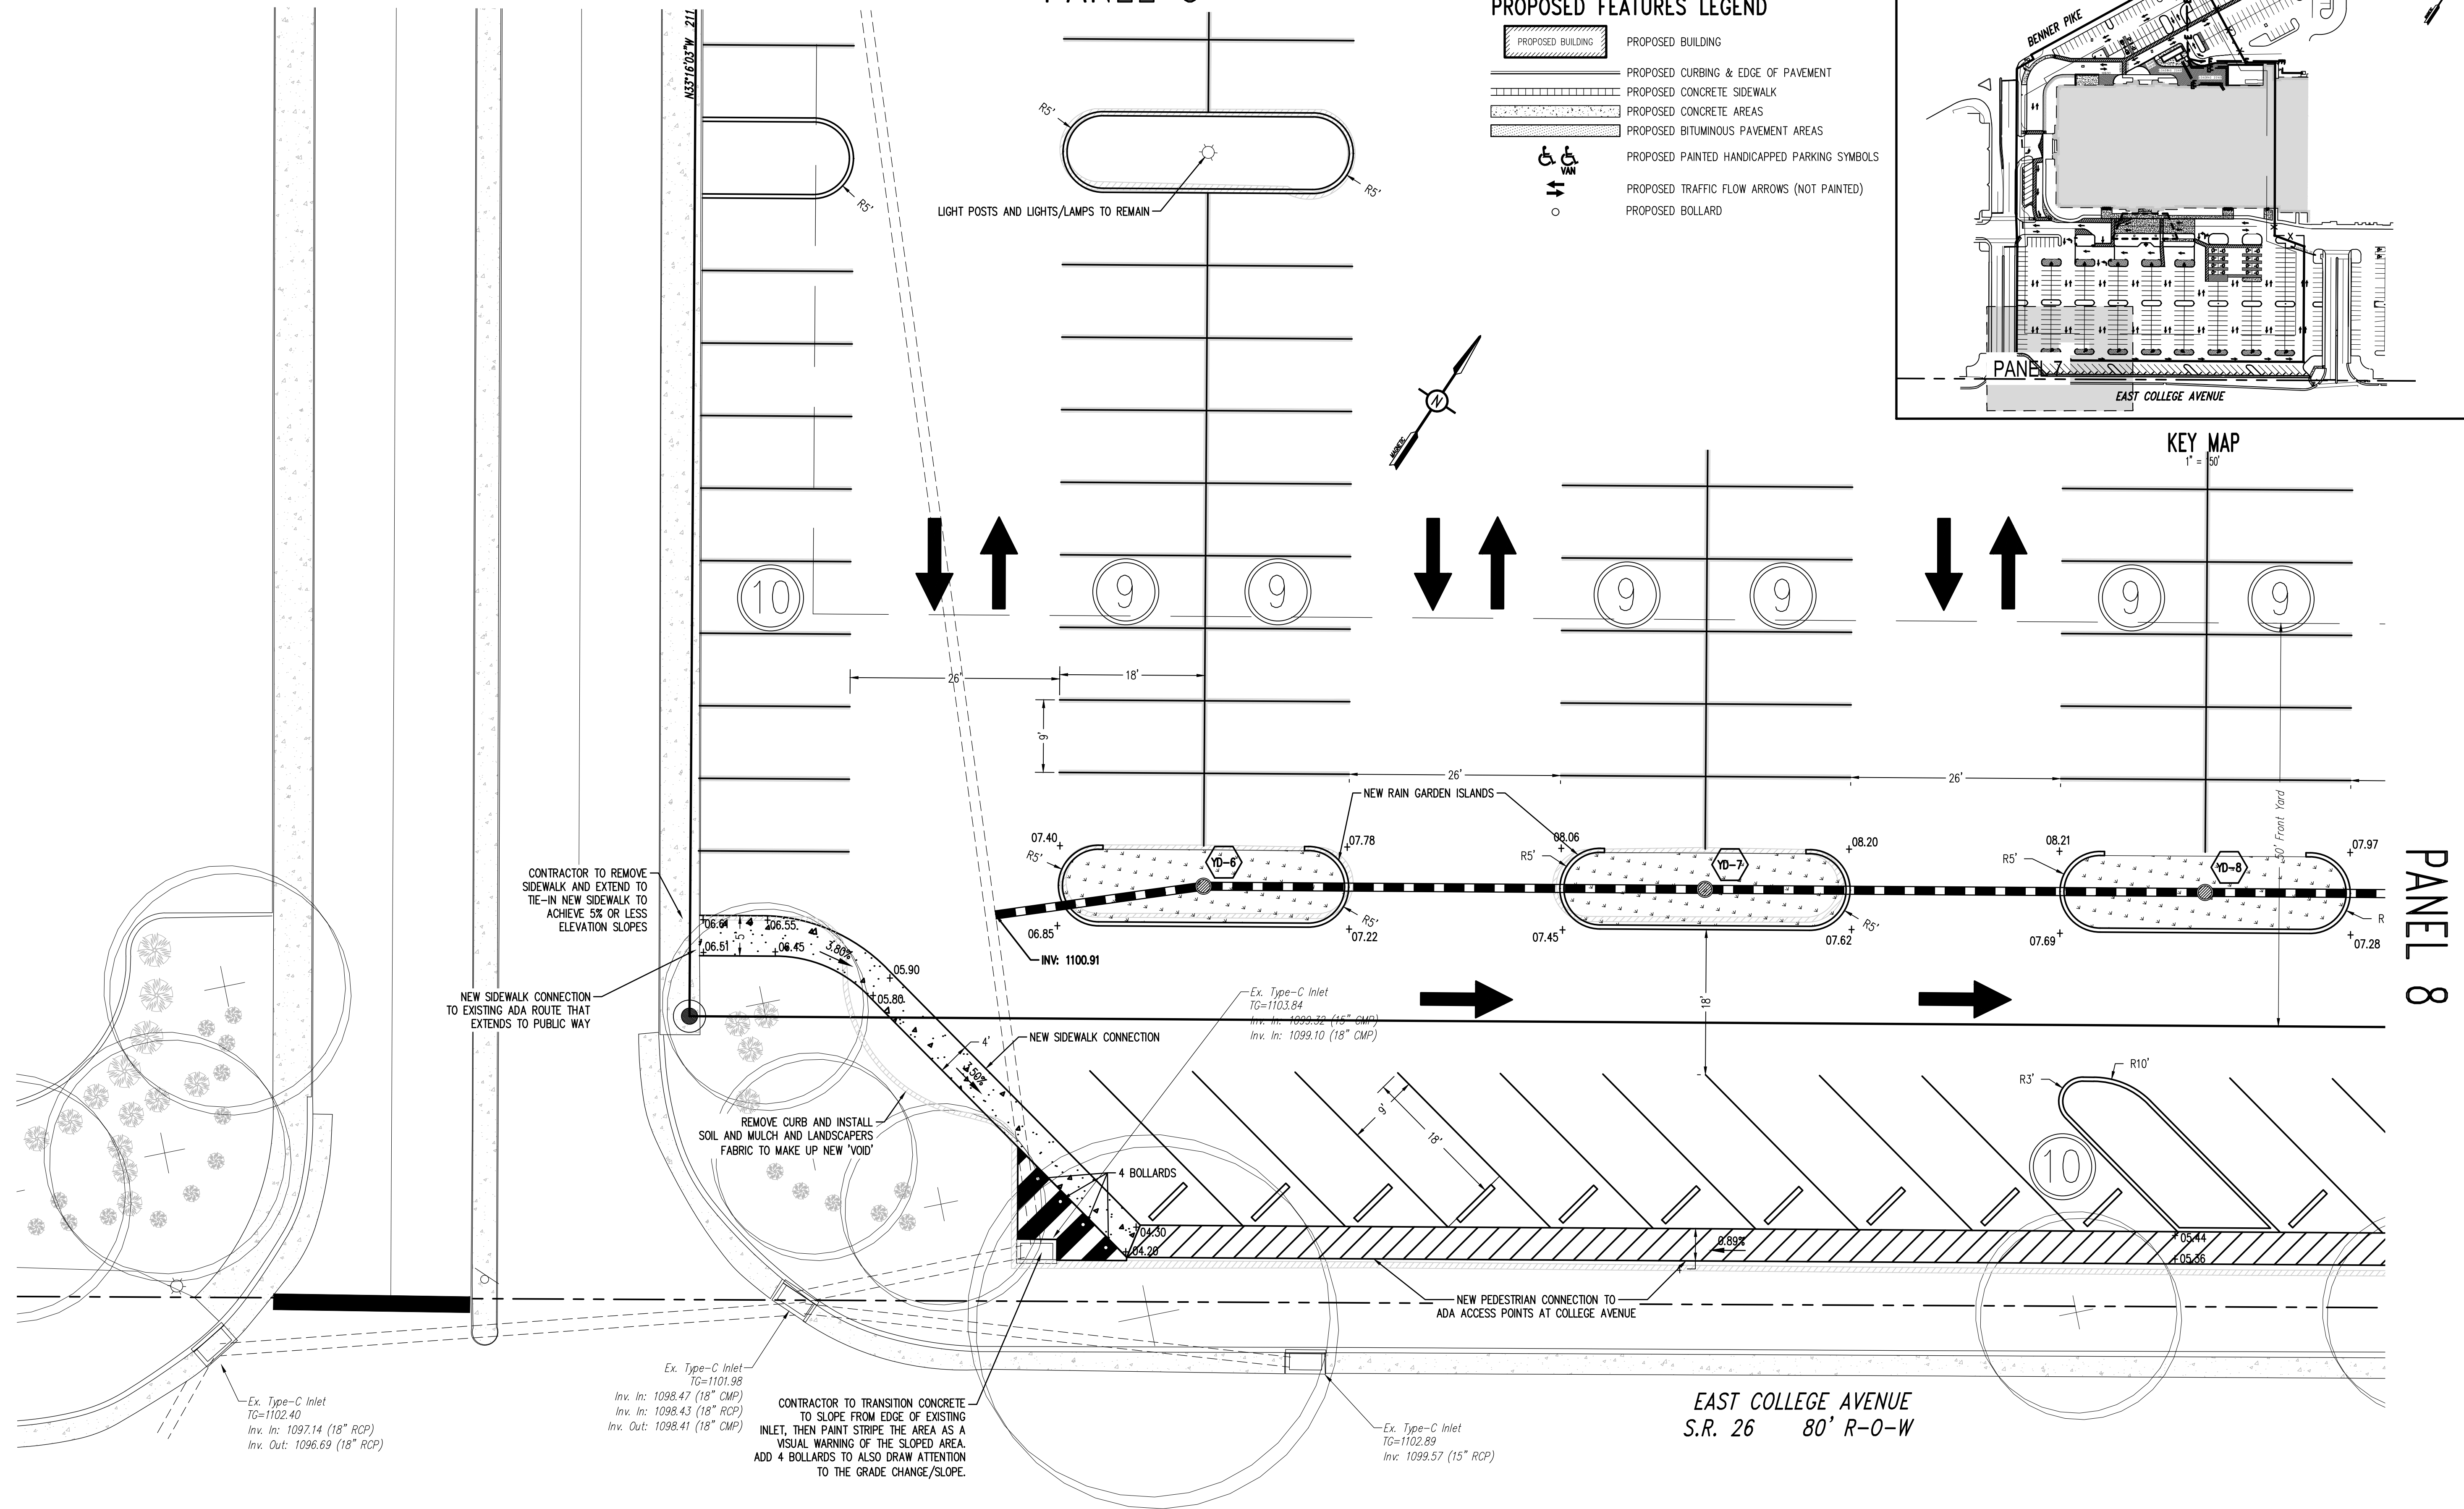 PROPOSED FEATURES LEGEND
PROPOSED BUILDING
PROPOSED BUILDING
PROPOSED CURBING & EDGE OF PAVEMENT
PROPOSED CONCRETE SIDEWALK
PROPOSED CONCRETE AREAS
PROPOSED BITUMINOUS PAVEMENT AREAS
VAN
PROPOSED PAINTED HANDICAPPED PARKING SYMBOLS
PROPOSED TRAFFIC FLOW ARROWS (NOT PAINTED)
PROPOSED BOLLARD
BENNER PIKE
PANEL 7
EAST COLLEGE AVENUE
KEY MAP
N33°16'03"W 211
R5'
R5'
R5'
LIGHT POSTS AND LIGHTS/LAMPS TO REMAIN
MAGNETIC
N
10
9
9
9
9
9
9
26'
18'
9'
26'
26'
50' Front Yard
NEW RAIN GARDEN ISLANDS
07.40
R5'
YD-6
07.78
08.06
R5'
YD-7
08.20
08.21
R5'
YD-8
07.97
06.85
R5'
07.22
07.45
R5'
07.62
07.69
R
07.28
INV: 1100.91
PANEL 8
CONTRACTOR TO REMOVE
SIDEWALK AND EXTEND TO
TIE-IN NEW SIDEWALK TO
ACHIEVE 5% OR LESS
ELEVATION SLOPES
06.61
5'
06.55
06.51
06.45
3.80%
05.90
05.80
NEW SIDEWALK CONNECTION
TO EXISTING ADA ROUTE THAT
EXTENDS TO PUBLIC WAY
Ex. Type-C Inlet
TG=1103.84
Inv. In: 1099.32 (15" CMP)
Inv. In: 1099.10 (18" CMP)
18'
4'
NEW SIDEWALK CONNECTION
3.50%
REMOVE CURB AND INSTALL
SOIL AND MULCH AND LANDSCAPERS
FABRIC TO MAKE UP NEW 'VOID'
9'
18'
R3'
R10'
10
4 BOLLARDS
04.30
04.20
0.89%
4'
05.44
05.36
NEW PEDESTRIAN CONNECTION TO
ADA ACCESS POINTS AT COLLEGE AVENUE
Ex. Type-C Inlet
TG=1102.40
Inv. In: 1097.14 (18" RCP)
Inv. Out: 1096.69 (18" RCP)
Ex. Type-C Inlet
TG=1101.98
Inv. In: 1098.47 (18" CMP)
Inv. In: 1098.43 (18" RCP)
Inv. Out: 1098.41 (18" CMP)
CONTRACTOR TO TRANSITION CONCRETE
TO SLOPE FROM EDGE OF EXISTING
INLET, THEN PAINT STRIPE THE AREA AS A
VISUAL WARNING OF THE SLOPED AREA.
ADD 4 BOLLARDS TO ALSO DRAW ATTENTION
TO THE GRADE CHANGE/SLOPE.
Ex. Type-C Inlet
TG=1102.89
Inv: 1099.57 (15" RCP)
EAST COLLEGE AVENUE
S.R. 26 80' R-O-W